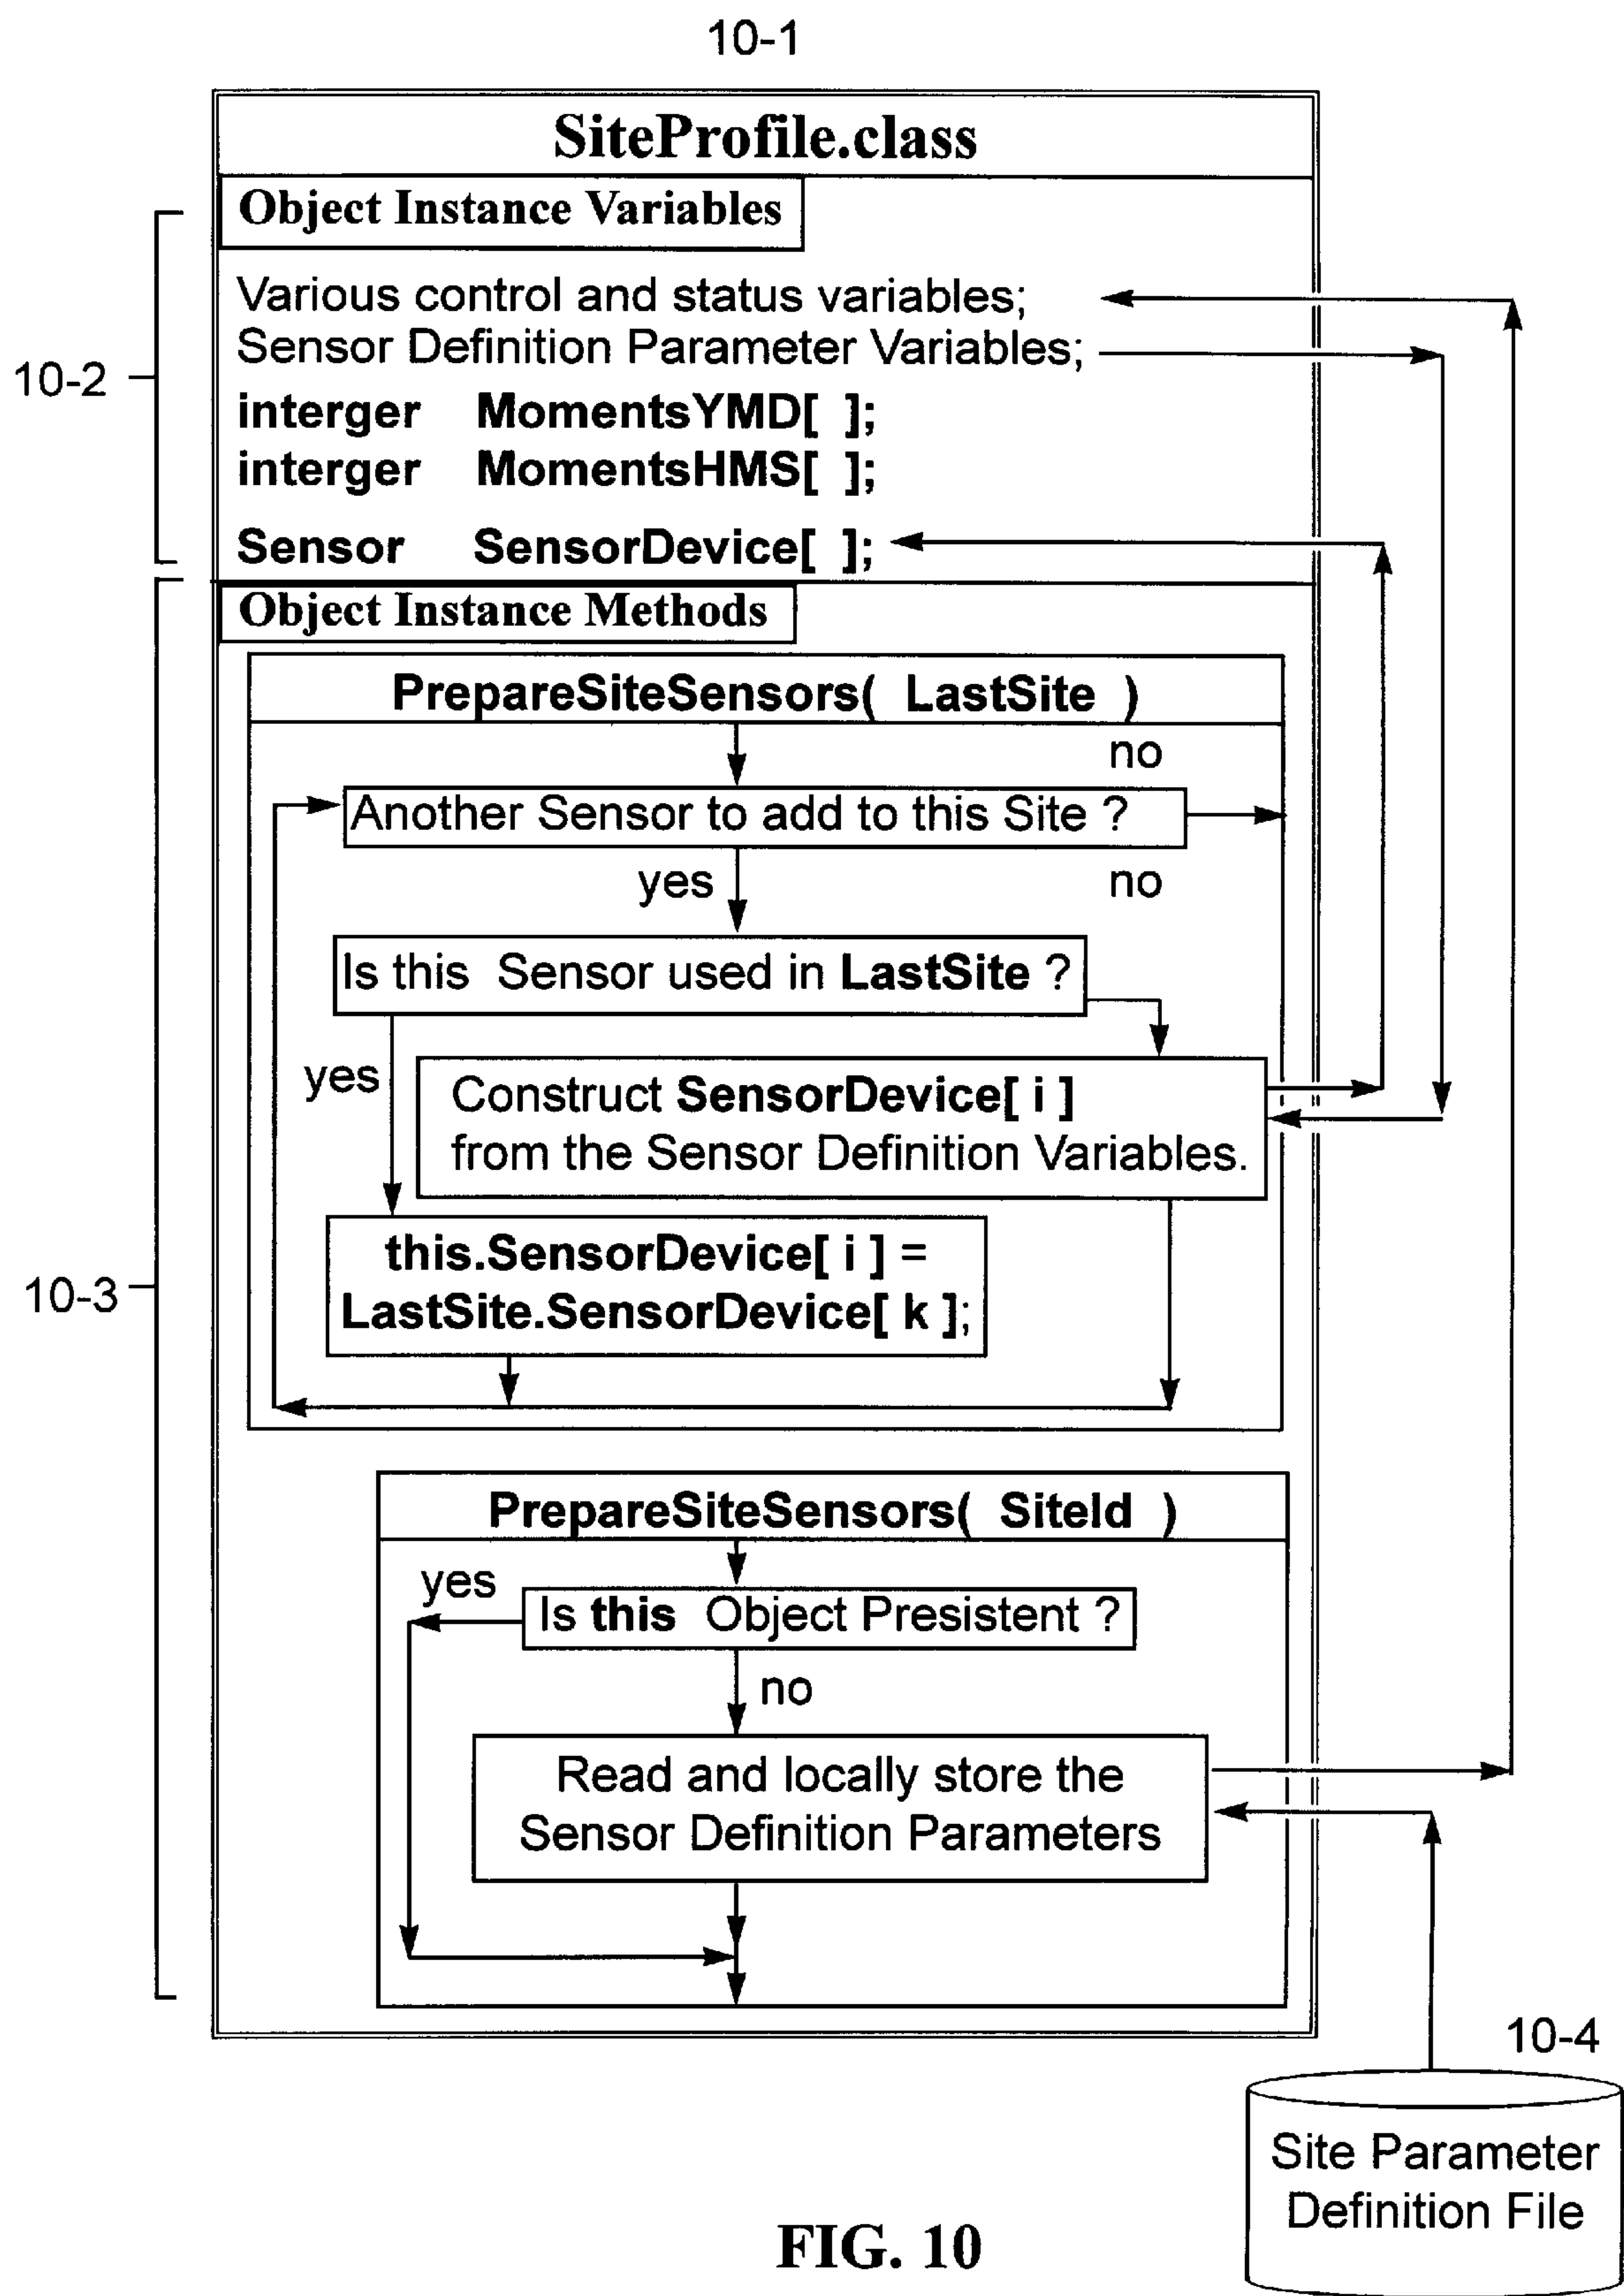 10-1
SiteProfile.class
Object Instance Variables
Various control and status variables;
Sensor Definition Parameter Variables;
10-2
interger MomentsYMD[ ];
interger MomentsHMS[ ];
Sensor SensorDevice[ ];
Object Instance Methods
PrepareSiteSensors( LastSite )
no
Another Sensor to add to this Site ?
yes
no
Is this Sensor used in LastSite ?
yes
Construct SensorDevice[ i ]
from the Sensor Definition Variables.
10-3
this.SensorDevice[ i ] =
LastSite.SensorDevice[ k ];
PrepareSiteSensors( SiteId )
yes
Is this Object Presistent ?
no
Read and locally store the
Sensor Definition Parameters
10-4
Site Parameter
Definition File
FIG. 10